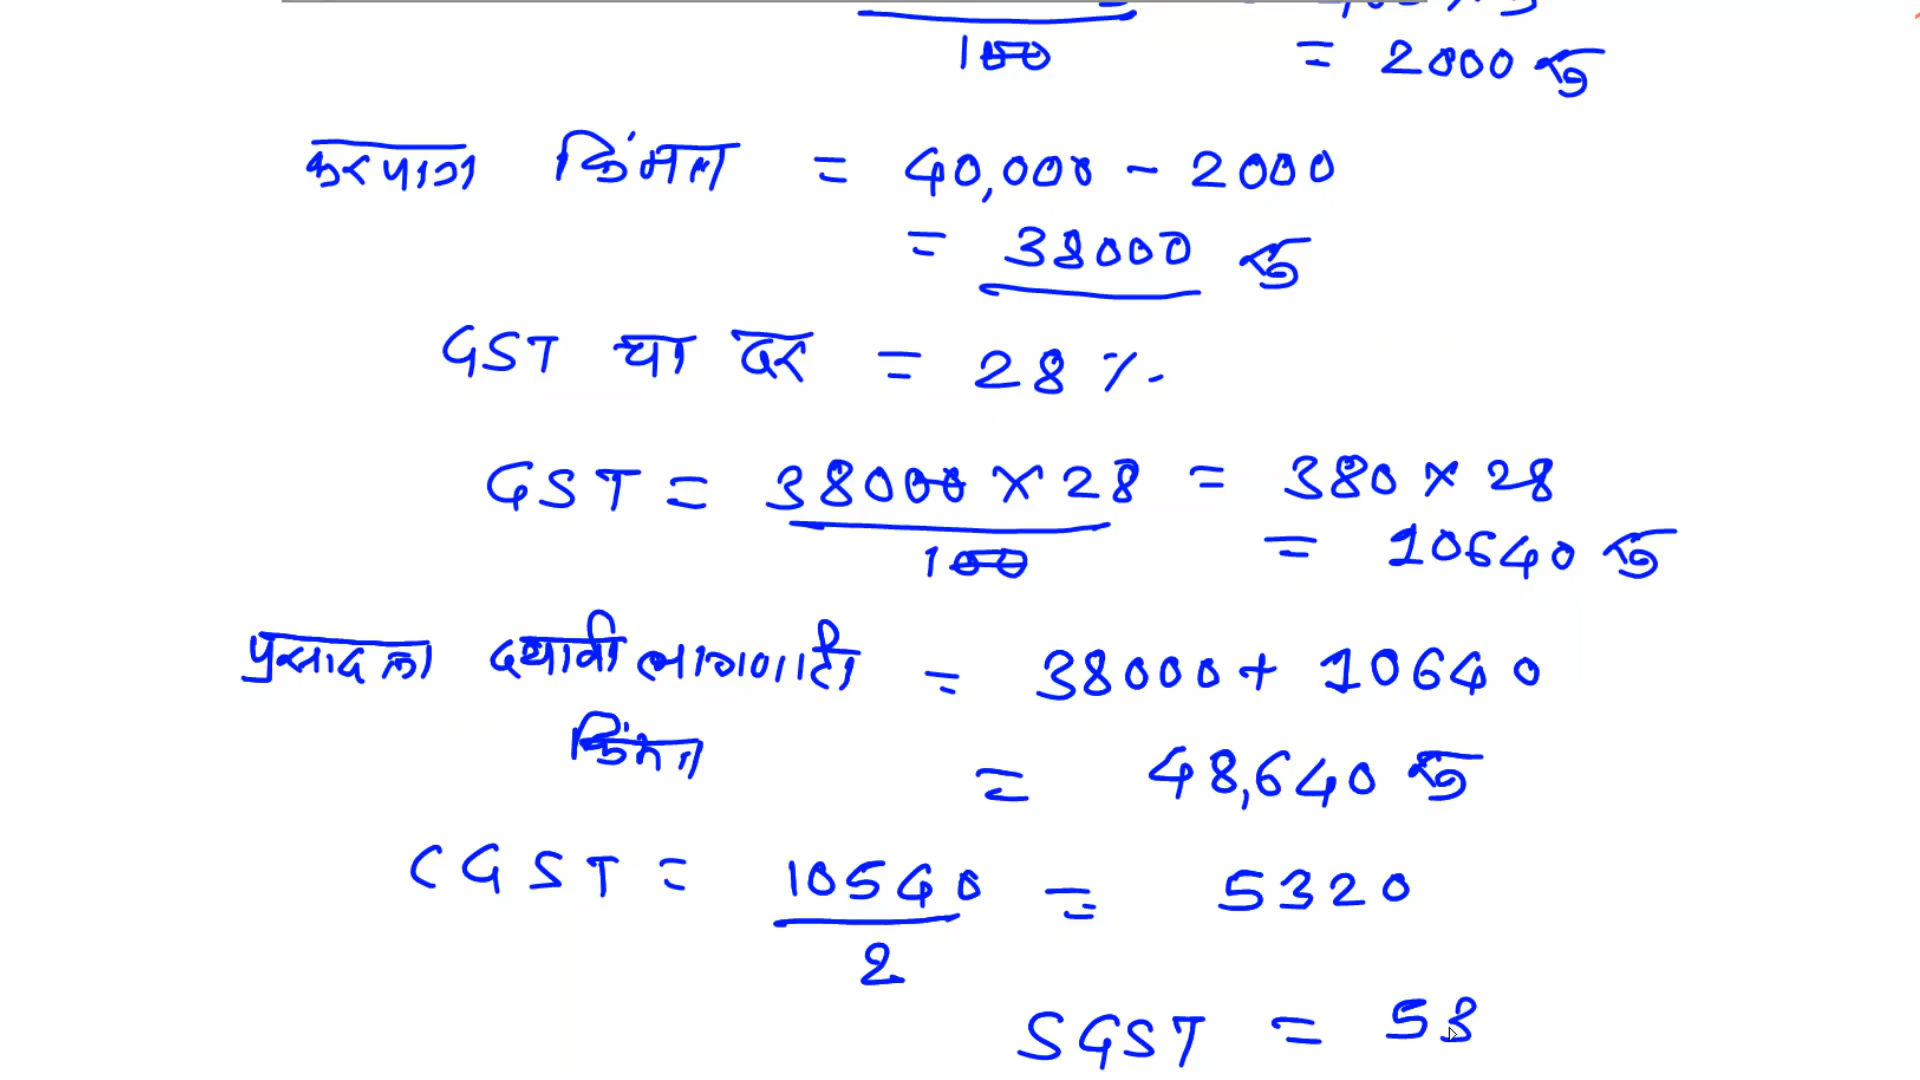 100 = 2000 रु
करपात्र किंमत = 40,000 - 2000
= 38000 रु
GST चा दर = 28 %
GST = 38000 × 28 = 380 × 28
100 = 10640 रु
प्रसादला द्यावी लागणारी = 38000 + 10640
किंमत
= 48,640 रु
CGST = 10540 = 5320
2
SGST = 53